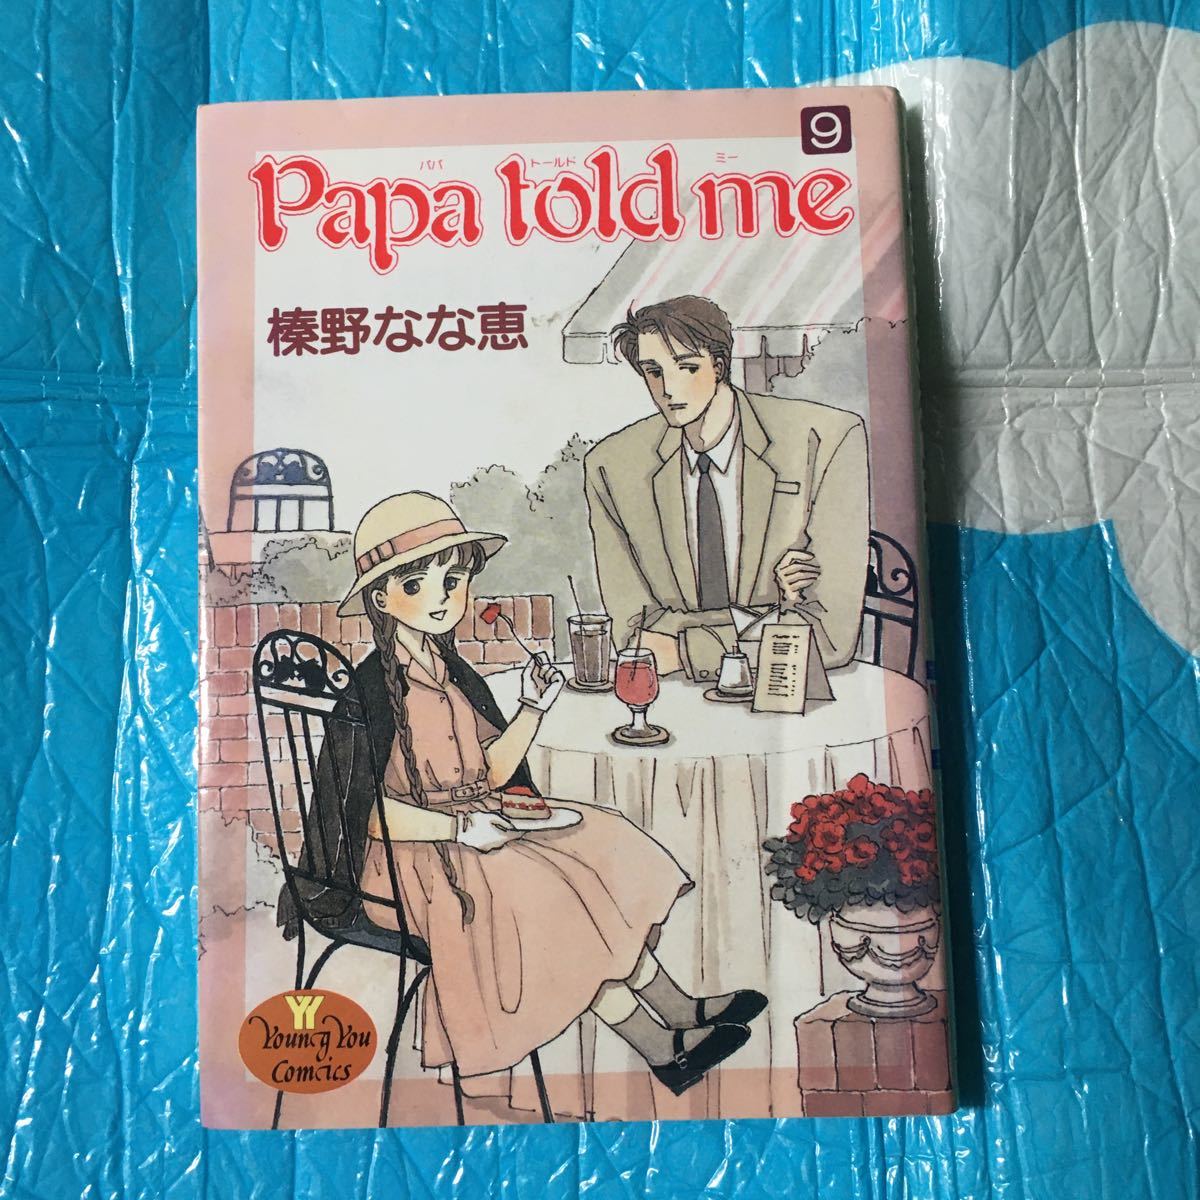 9
パパ トールド ミー
Papa told me
榛野なな恵
YY
Young You
Comics